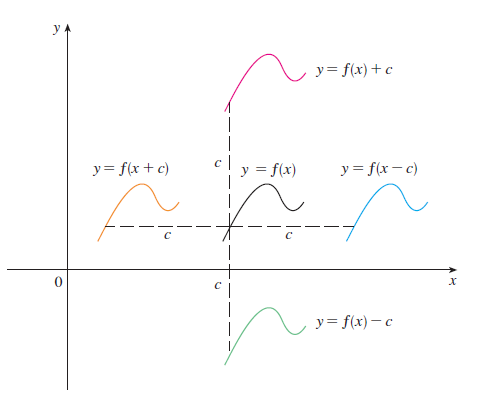 y
y = f(x) + c
y = f(x + c)
c
y = f(x)
y = f(x − c)
c
c
0
c
x
y = f(x) − c